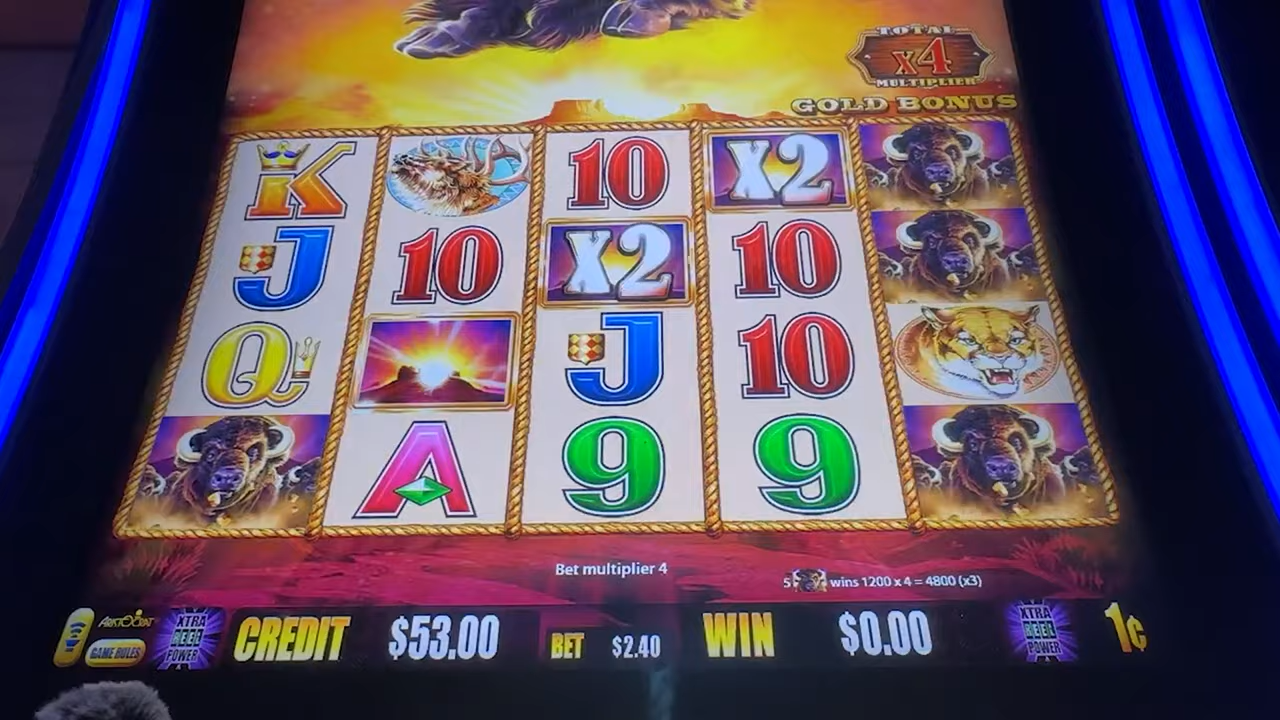 TOTAL
X4
MULTIPLIER
GOLD BONUS
K 10 X2
J 10 X2 10
Q J 10
A 9 9
Bet multiplier 4
5 wins 1200 x 4 = 4800 (x3)
ARISTOCRAT
GAME RULES
XTRA
REEL
POWER
CREDIT $53.00 BET $2.40 WIN $0.00
XTRA
REEL
POWER
1¢